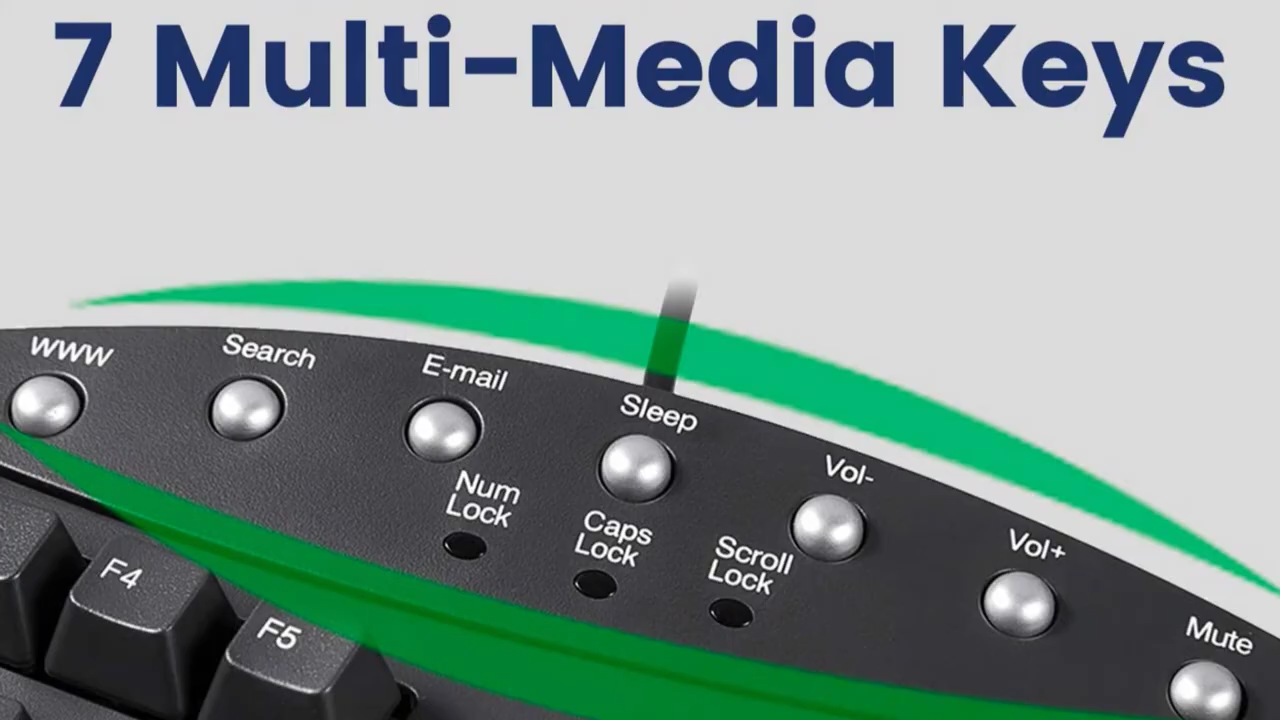 7 Multi-Media Keys
WWW
Search
E-mail
Sleep
Vol-
Vol+
Mute
Num
Lock
Caps
Lock
Scroll
Lock
F4
F5